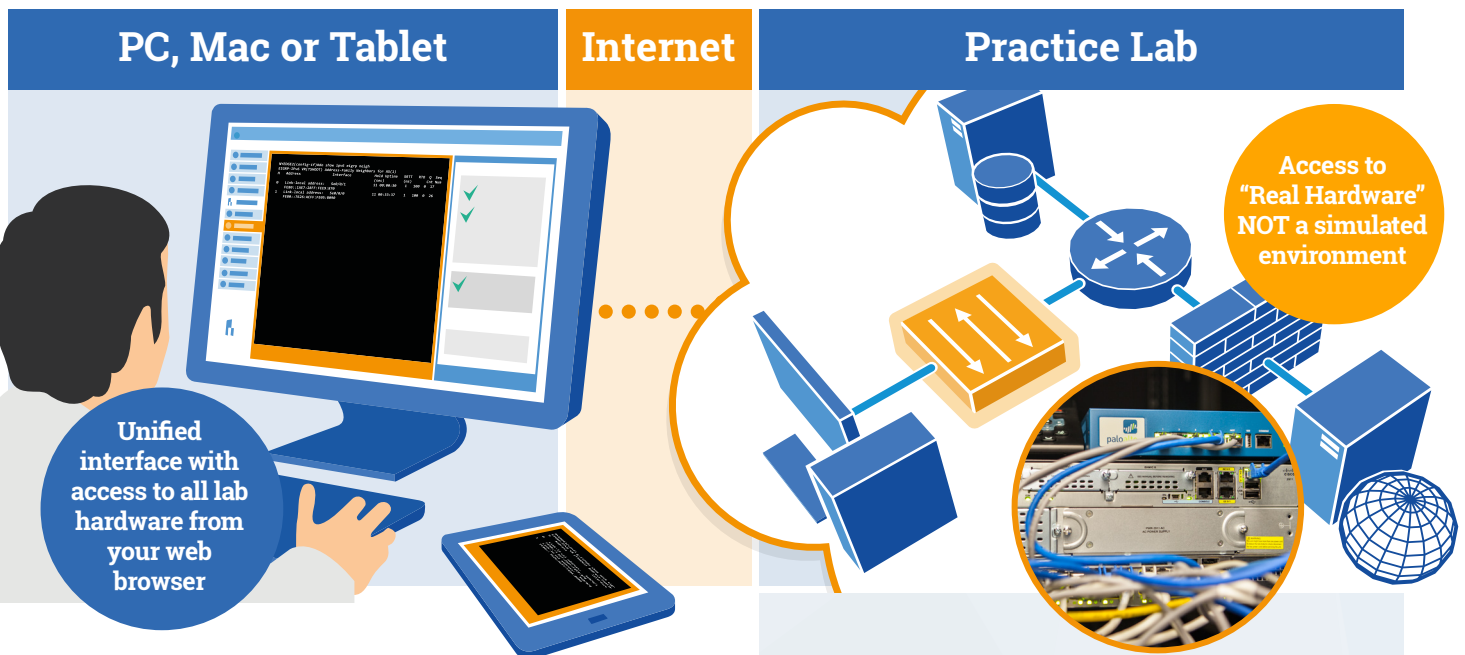 PC, Mac or Tablet
Internet
Practice Lab
Access to
“Real Hardware”
NOT a simulated
environment
Unified
interface with
access to all lab
hardware from
your web
browser
palo